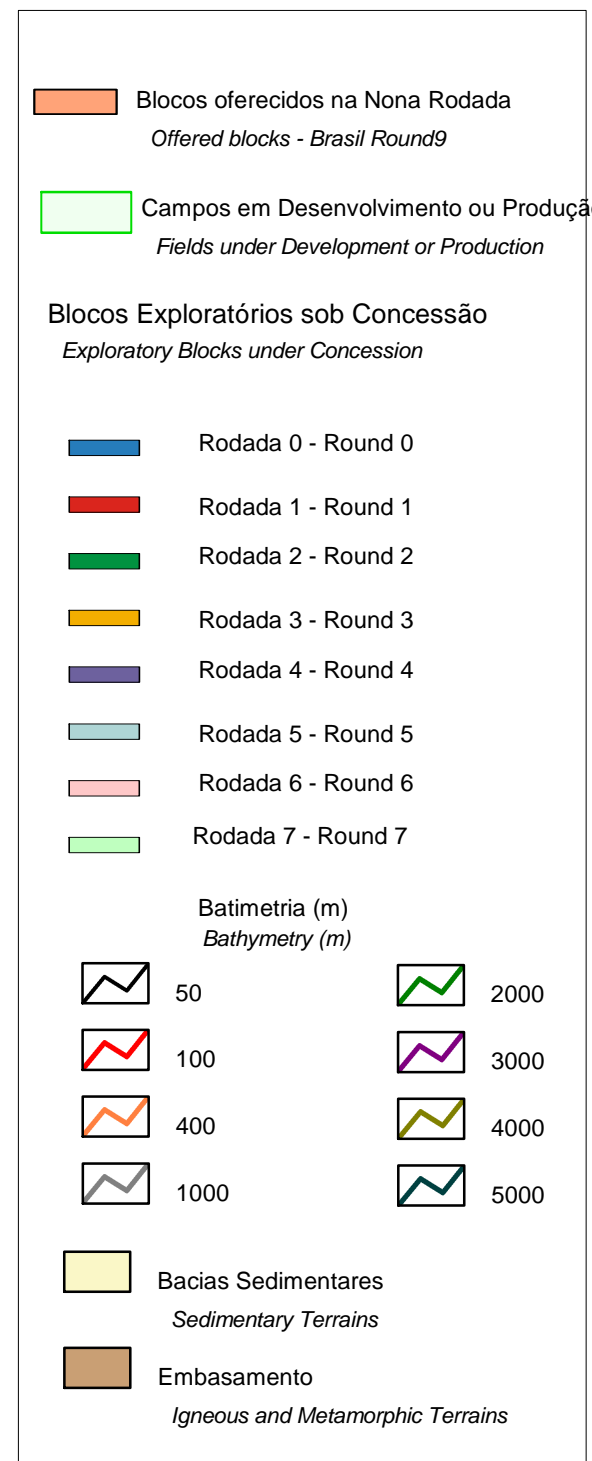 Blocos oferecidos na Nona Rodada
Offered blocks - Brasil Round9
Campos em Desenvolvimento ou Produçã
Fields under Development or Production
Blocos Exploratórios sob Concessão
Exploratory Blocks under Concession
Rodada 0 - Round 0
Rodada 1 - Round 1
Rodada 2 - Round 2
Rodada 3 - Round 3
Rodada 4 - Round 4
Rodada 5 - Round 5
Rodada 6 - Round 6
Rodada 7 - Round 7
Batimetria (m)
Bathymetry (m)
50
2000
100
3000
400
4000
1000
5000
Bacias Sedimentares
Sedimentary Terrains
Embasamento
Igneous and Metamorphic Terrains